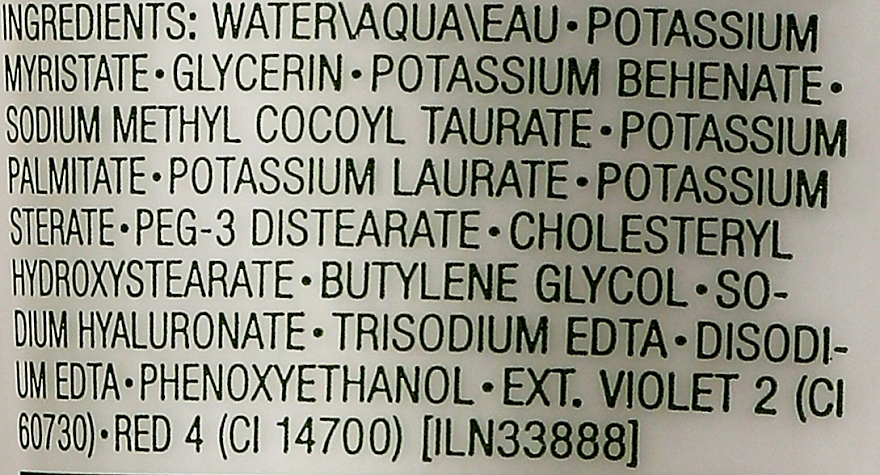 INGREDIENTS: WATER\AQUA\EAU • POTASSIUM
MYRISTATE • GLYCERIN • POTASSIUM BEHENATE •
SODIUM METHYL COCOYL TAURATE • POTASSIUM
PALMITATE • POTASSIUM LAURATE • POTASSIUM
STERATE • PEG-3 DISTEARATE • CHOLESTERYL
HYDROXYSTEARATE • BUTYLENE GLYCOL • SO-
DIUM HYALURONATE • TRISODIUM EDTA • DISODI-
UM EDTA • PHENOXYETHANOL • EXT. VIOLET 2 (CI
60730) • RED 4 (CI 14700) [ILN33888]